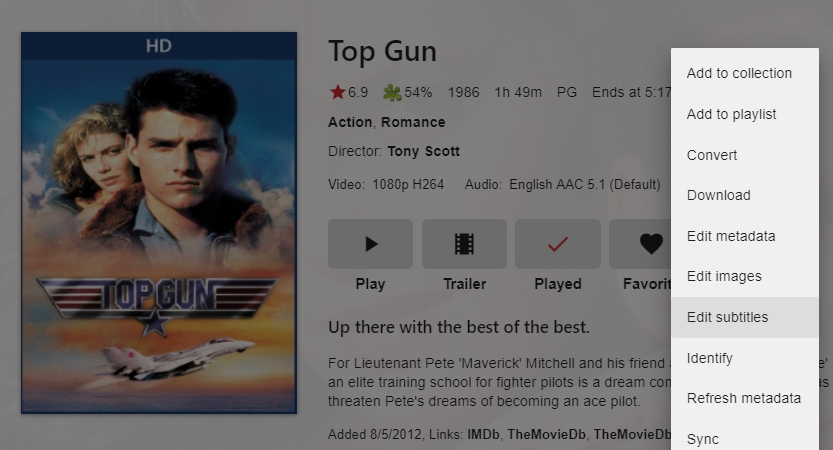 HD
TOP GUN
Top Gun
6.9 54% 1986 1h 49m PG Ends at 5:17
Action, Romance
Director: Tony Scott
Video: 1080p H264 Audio: English AAC 5.1 (Default)
Play Trailer Played Favorit
Up there with the best of the best.
For Lieutenant Pete 'Maverick' Mitchell and his friend
an elite training school for fighter pilots is a dream
threaten Pete's dreams of becoming an ace pilot.
Added 8/5/2012, Links: IMDb, TheMovieDb, TheMovieDb
Add to collection
Add to playlist
Convert
Download
Edit metadata
Edit images
Edit subtitles
Identify
Refresh metadata
Sync